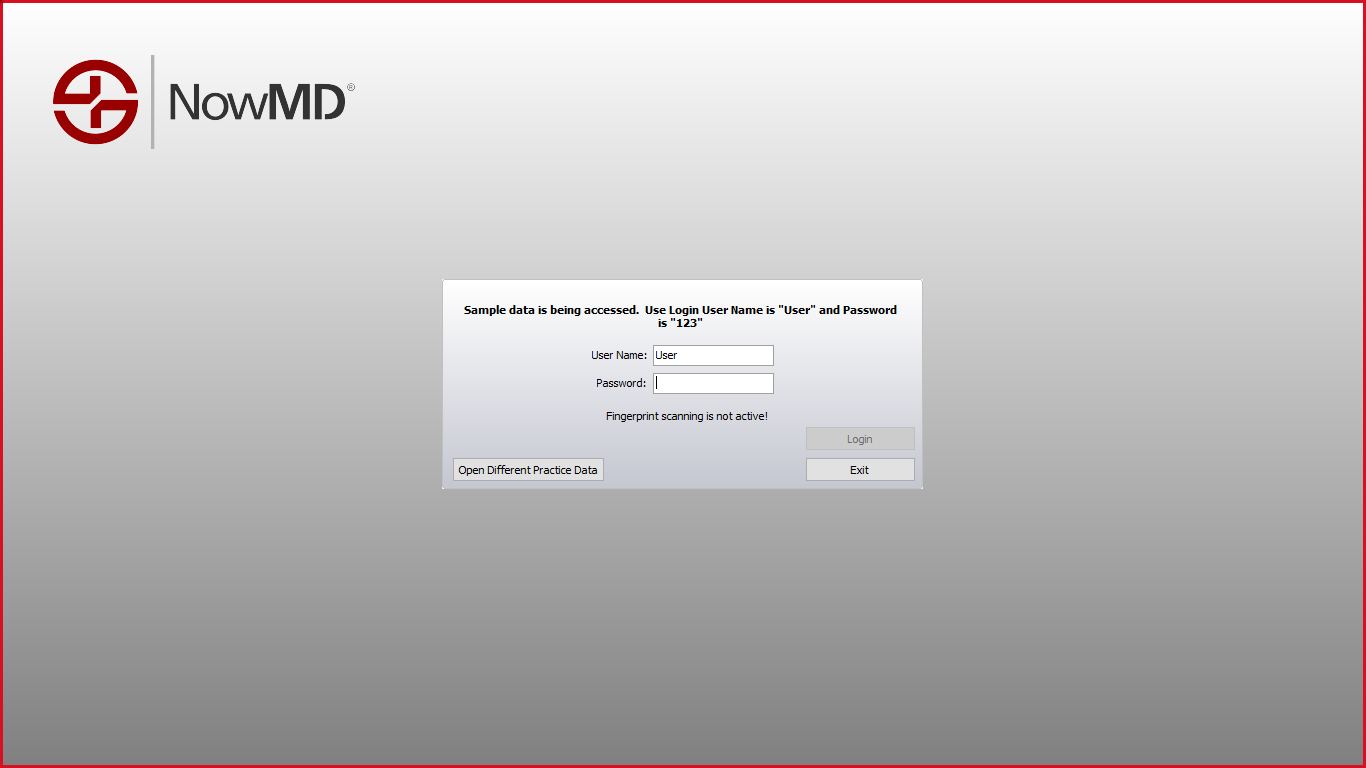 NowMD®
Sample data is being accessed.  Use Login User Name is "User" and Password
is "123"
User Name: User
Password:
Fingerprint scanning is not active!
Login
Open Different Practice Data
Exit